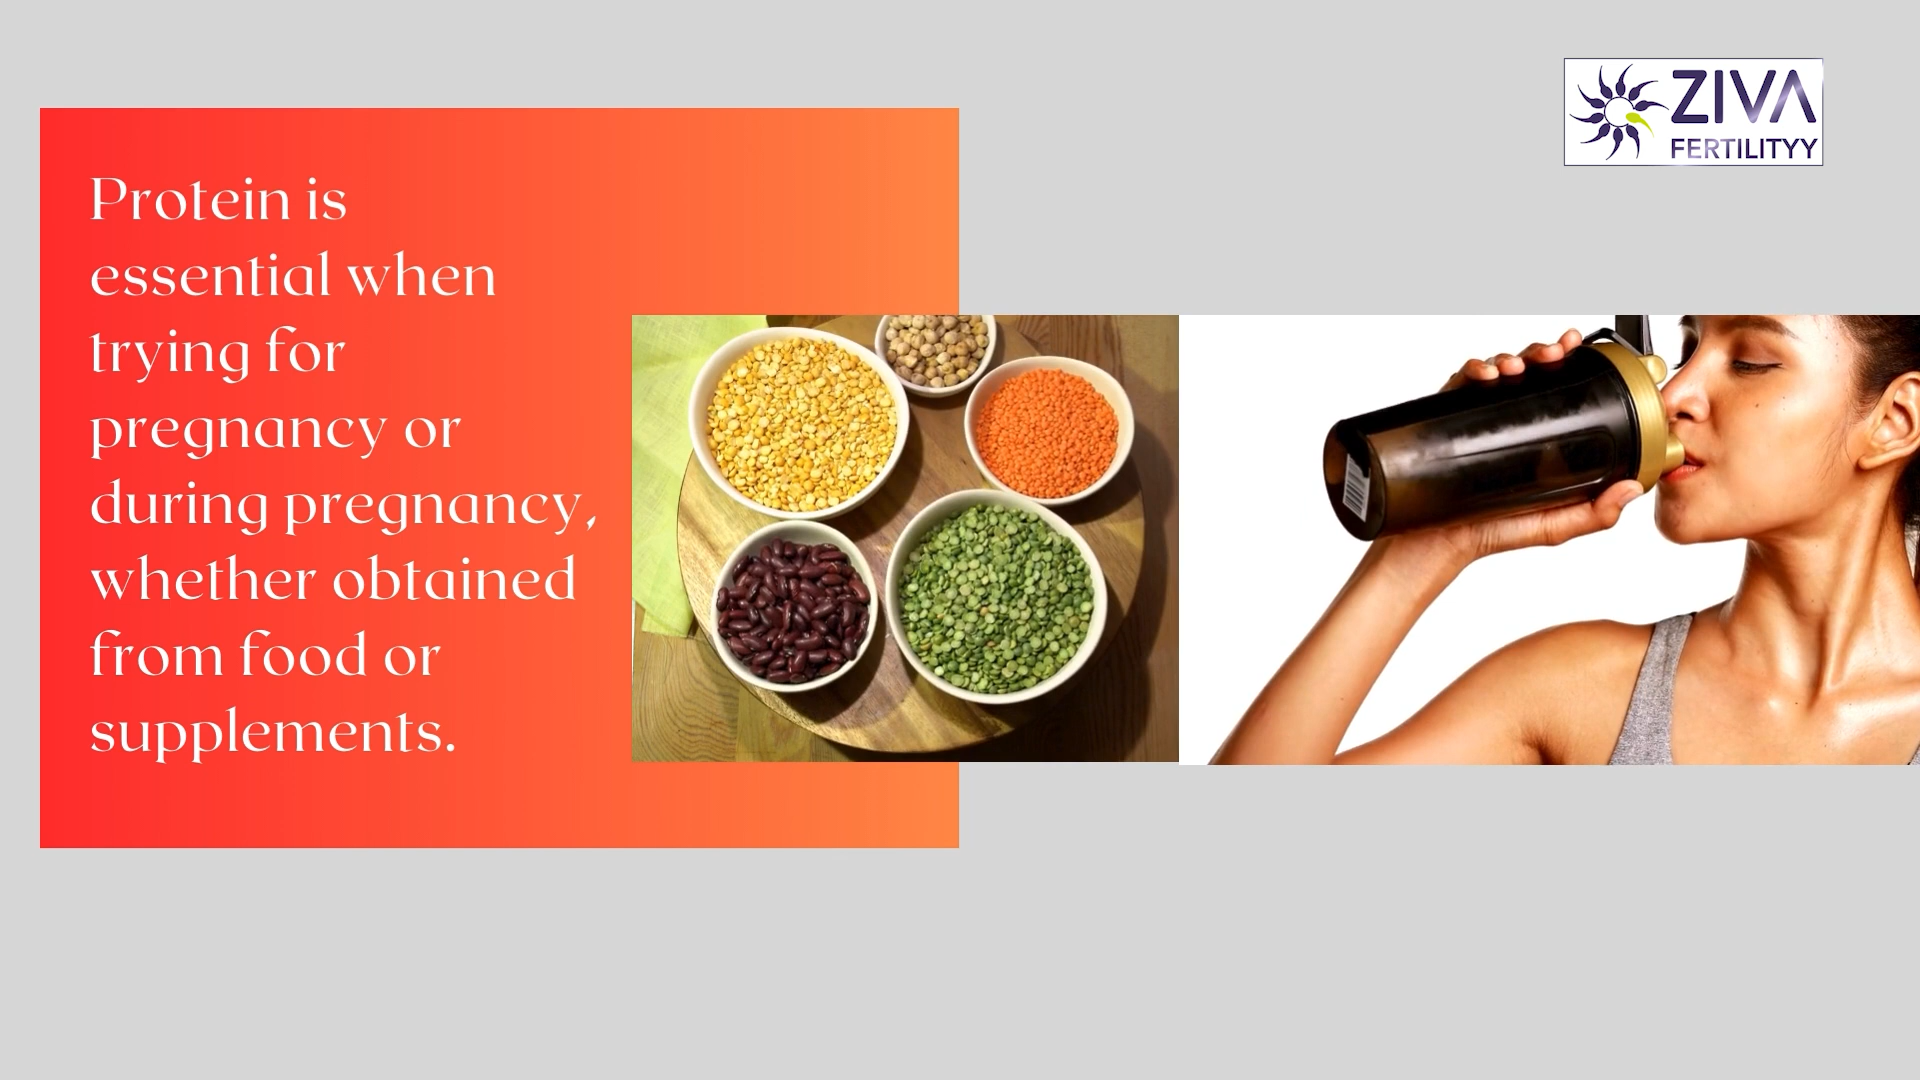 Protein is
essential when
trying for
pregnancy or
during pregnancy,
whether obtained
from food or
supplements.
ZIVA
FERTILITYY